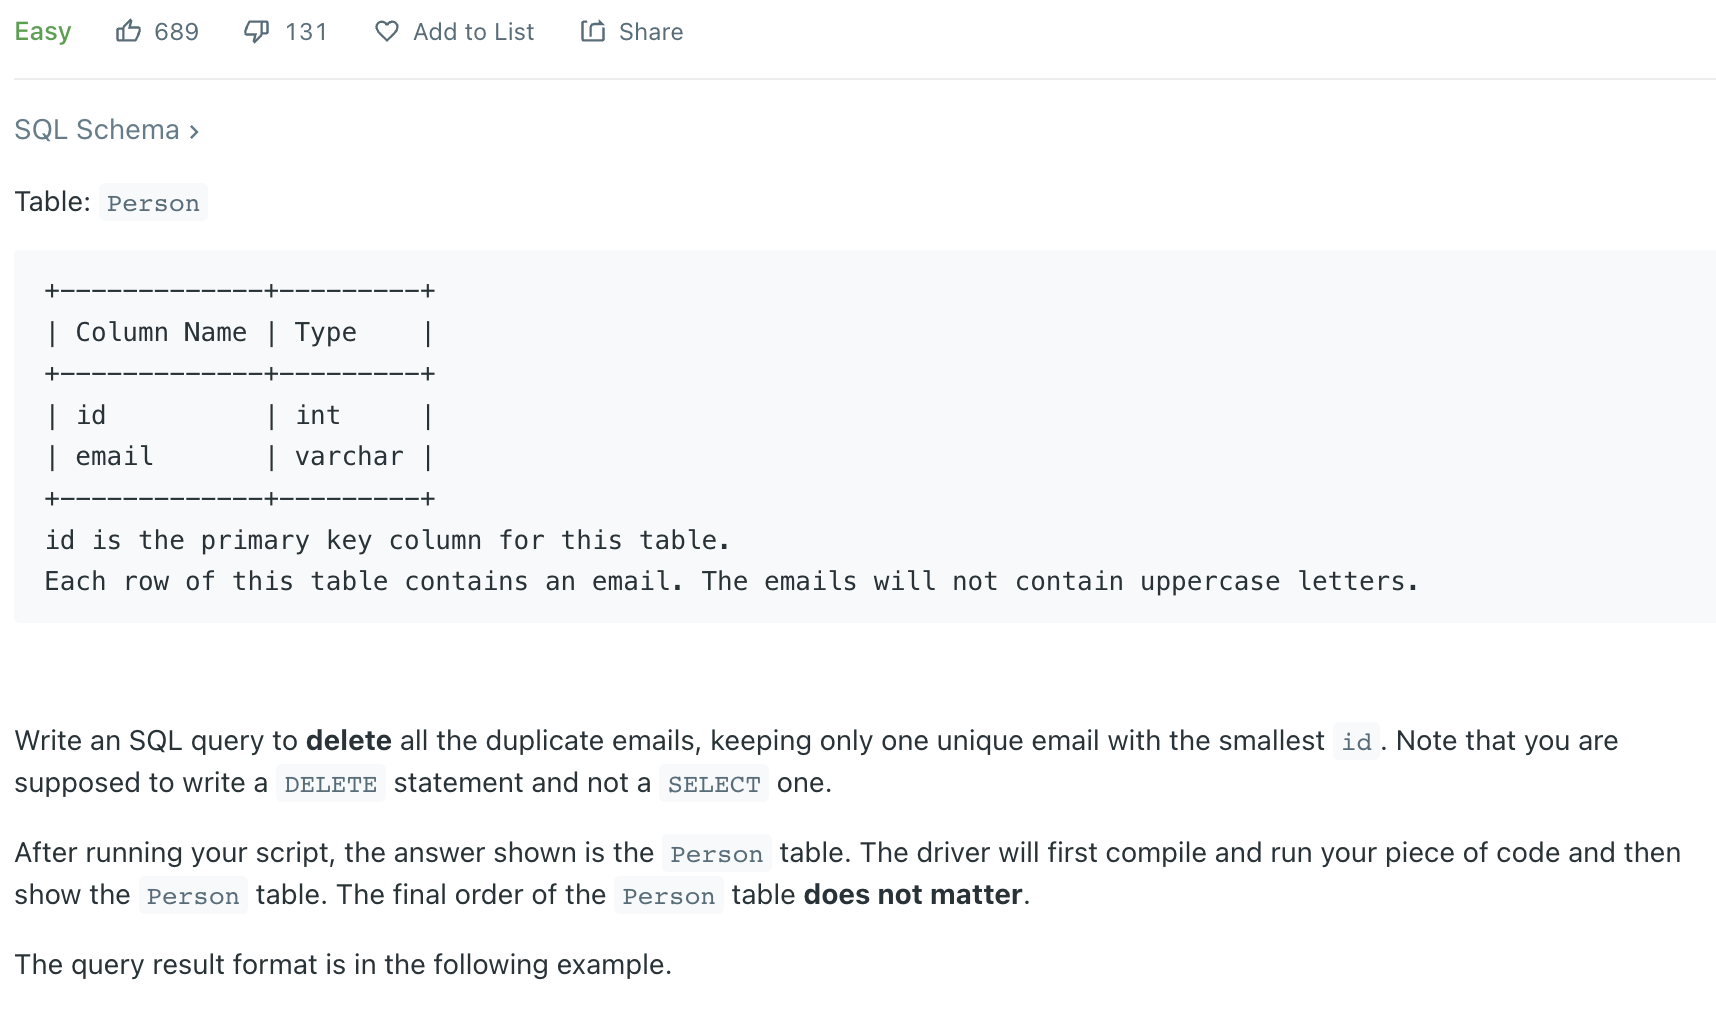 Easy 689 131 Add to List Share
SQL Schema >
Table: Person
+-------------+---------+
| Column Name | Type    |
+-------------+---------+
| id          | int     |
| email       | varchar |
+-------------+---------+
id is the primary key column for this table.
Each row of this table contains an email. The emails will not contain uppercase letters.
Write an SQL query to delete all the duplicate emails, keeping only one unique email with the smallest id. Note that you are
supposed to write a DELETE statement and not a SELECT one.
After running your script, the answer shown is the Person table. The driver will first compile and run your piece of code and then
show the Person table. The final order of the Person table does not matter.
The query result format is in the following example.